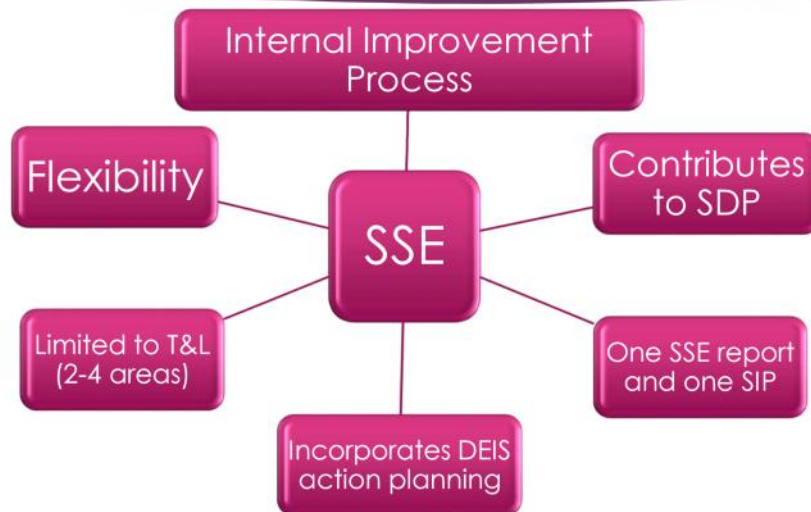 Internal Improvement
Process
Flexibility
Contributes
to SDP
SSE
Limited to T&L
(2-4 areas)
One SSE report
and one SIP
Incorporates DEIS
action planning